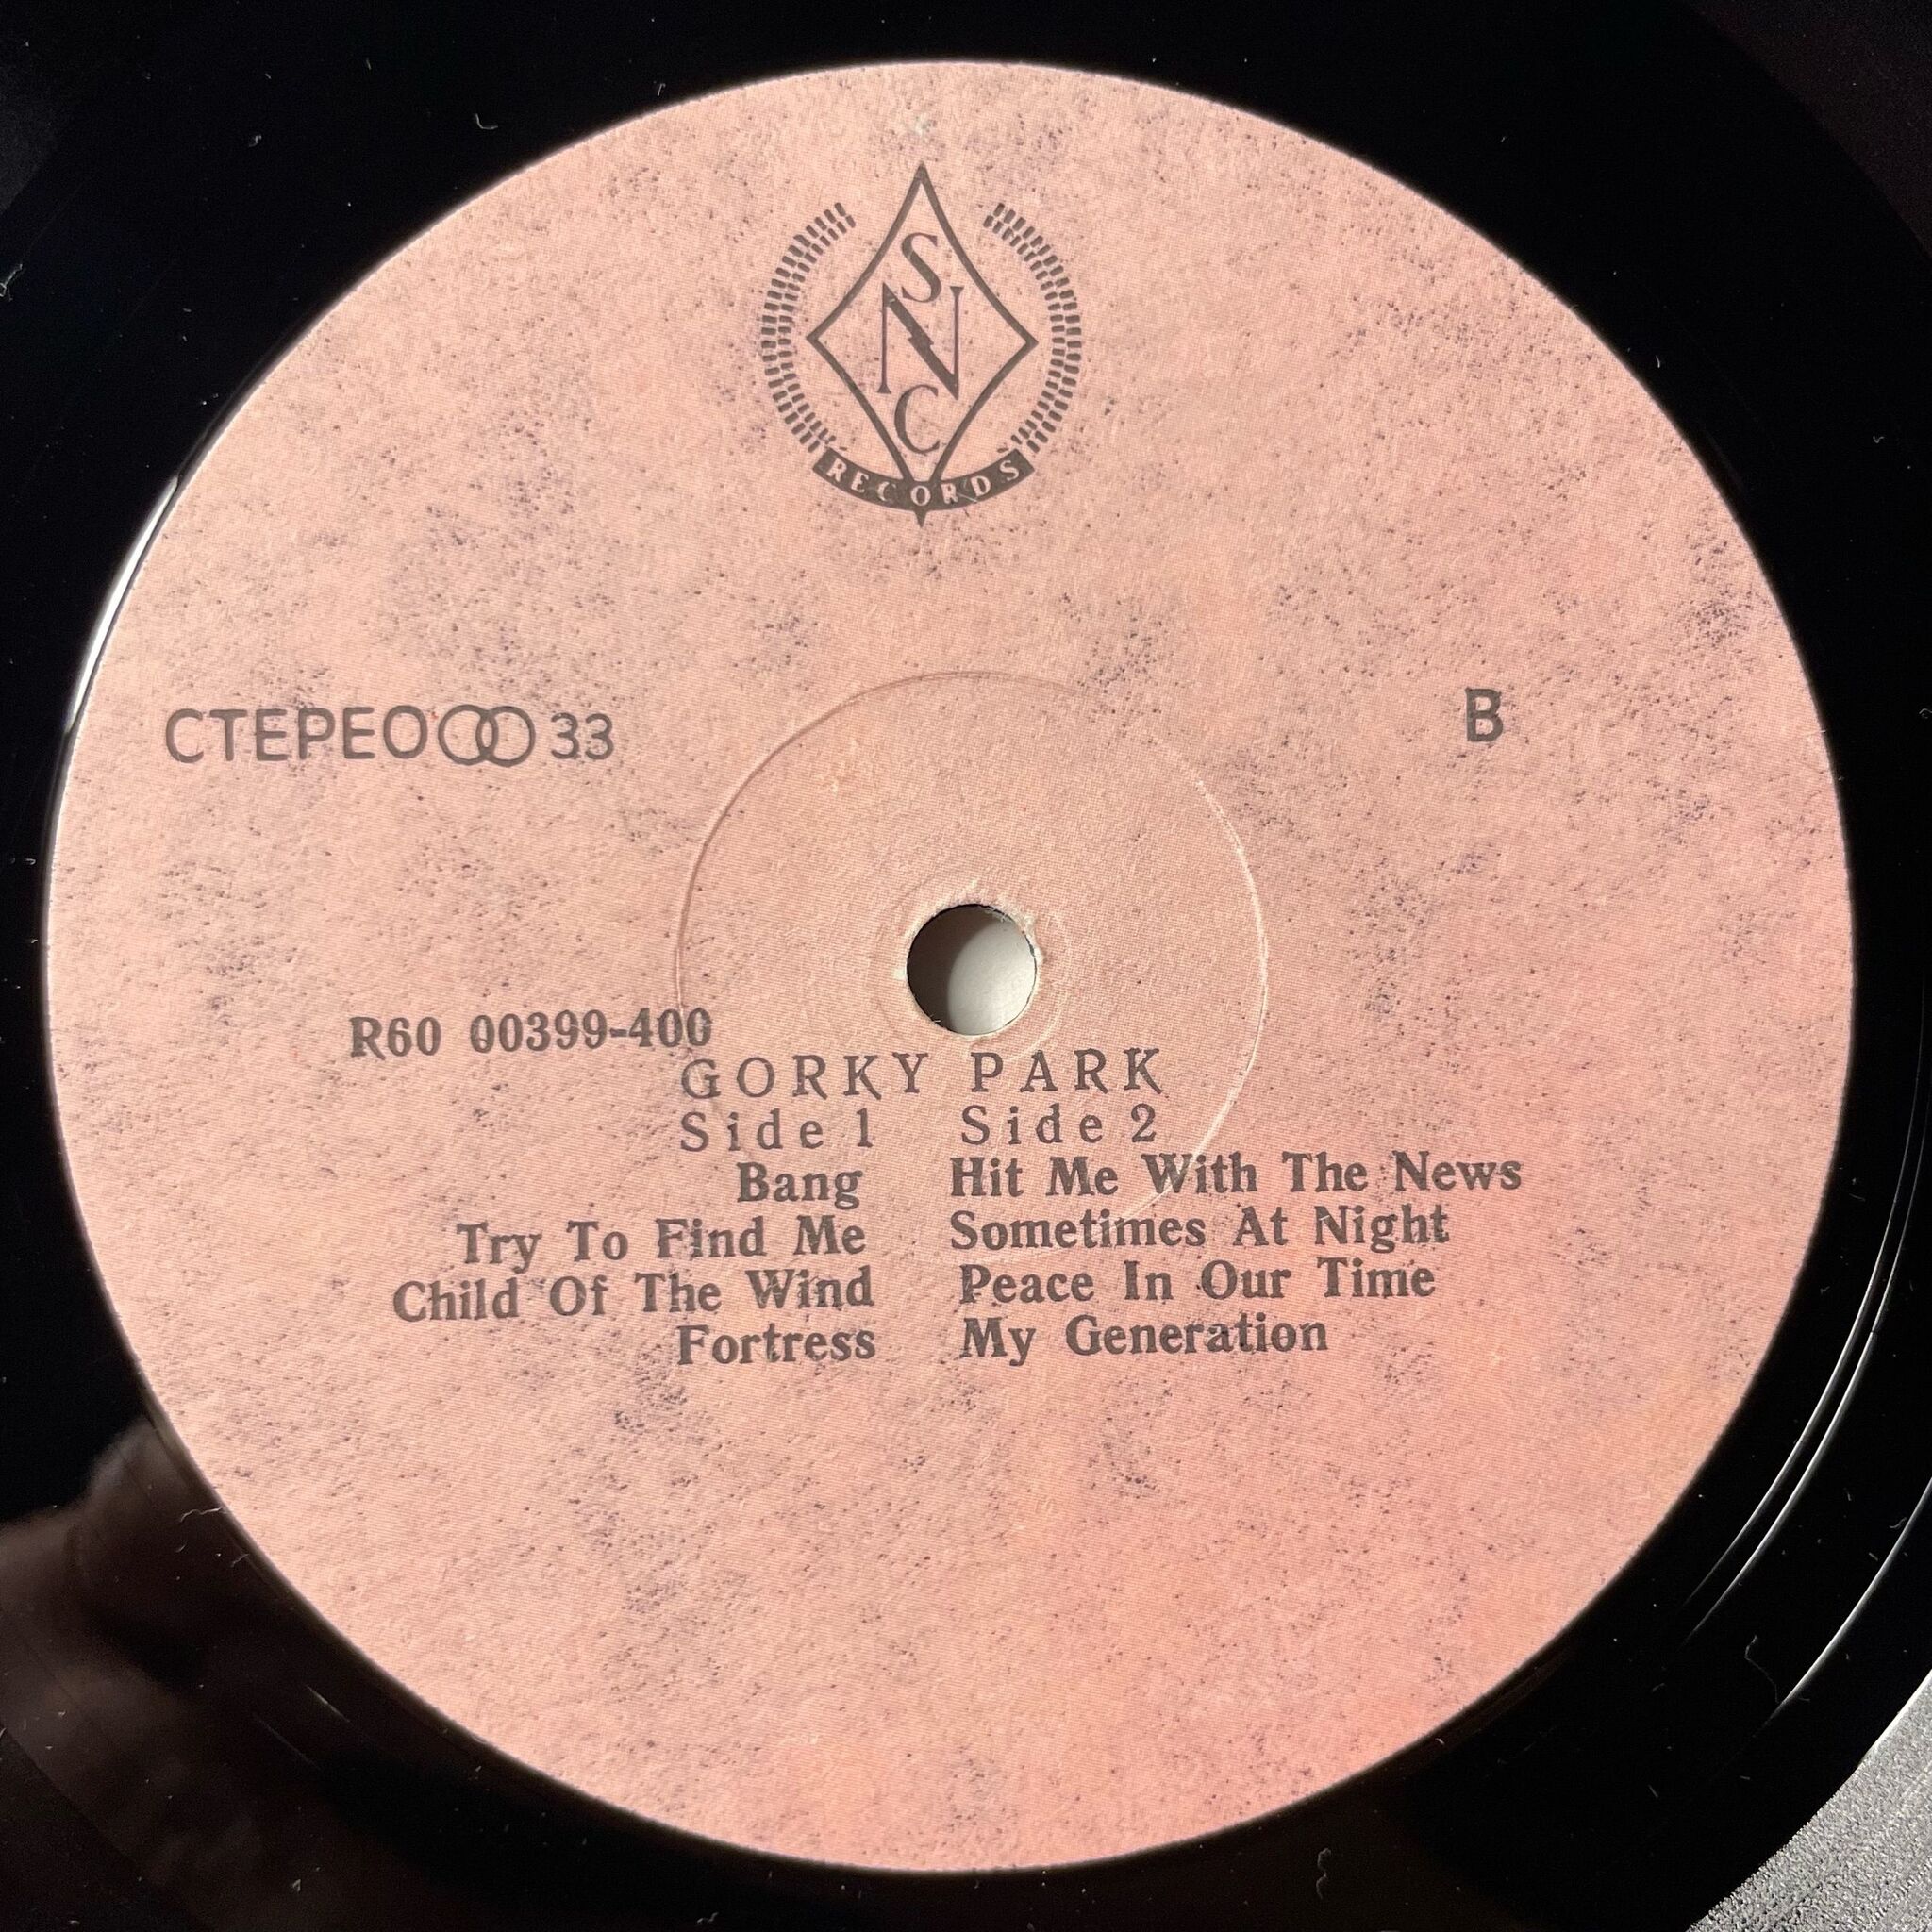 S
N
C
RECORDS
СТЕРЕО 33
B
R60 00399-400
GORKY PARK
Side 1 Side 2
Bang Hit Me With The News
Try To Find Me Sometimes At Night
Child Of The Wind Peace In Our Time
Fortress My Generation